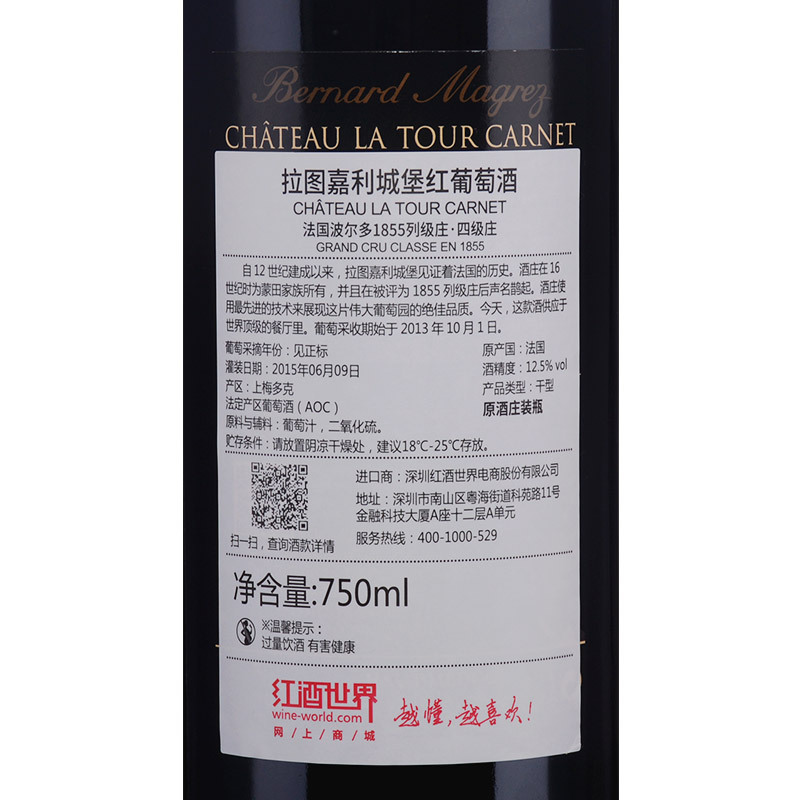 Bernard Magrez
CHÂTEAU LA TOUR CARNET
拉图嘉利城堡红葡萄酒
CHÂTEAU LA TOUR CARNET
法国波尔多1855列级庄·四级庄
GRAND CRU CLASSE EN 1855
自12世纪建成以来，拉图嘉利城堡见证着法国的历史。酒庄在16
世纪时为蒙田家族所有，并且在被评为1855列级庄后声名鹊起。酒庄使
用最先进的技术来展现这片伟大葡萄园的绝佳品质。今天，这款酒供应于
世界顶级的餐厅里。葡萄采收期始于2013年10月1日。
葡萄采摘年份：见正标
原产国：法国
灌装日期：2015年06月09日
酒精度：12.5% vol
产区：上梅多克
产品类型：干型
法定产区葡萄酒（AOC）
原酒庄装瓶
原料与辅料：葡萄汁，二氧化硫。
贮存条件：请放置阴凉干燥处，建议18℃-25℃存放。
进口商：深圳红酒世界电商股份有限公司
地址：深圳市南山区粤海街道科苑路11号
金融科技大厦A座十二层A单元
服务热线：400-1000-529
扫一扫，查询酒款详情
净含量:750ml
※温馨提示：
过量饮酒 有害健康
红酒世界
wine-world.com
网/上/商/城
越懂，越喜欢！